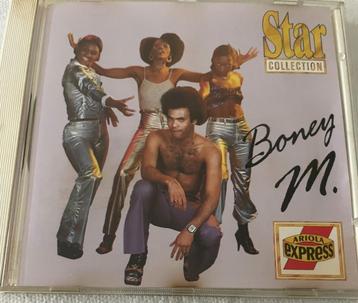 Star
COLLECTION
Boney
M.
ARIOLA
EXPRESS